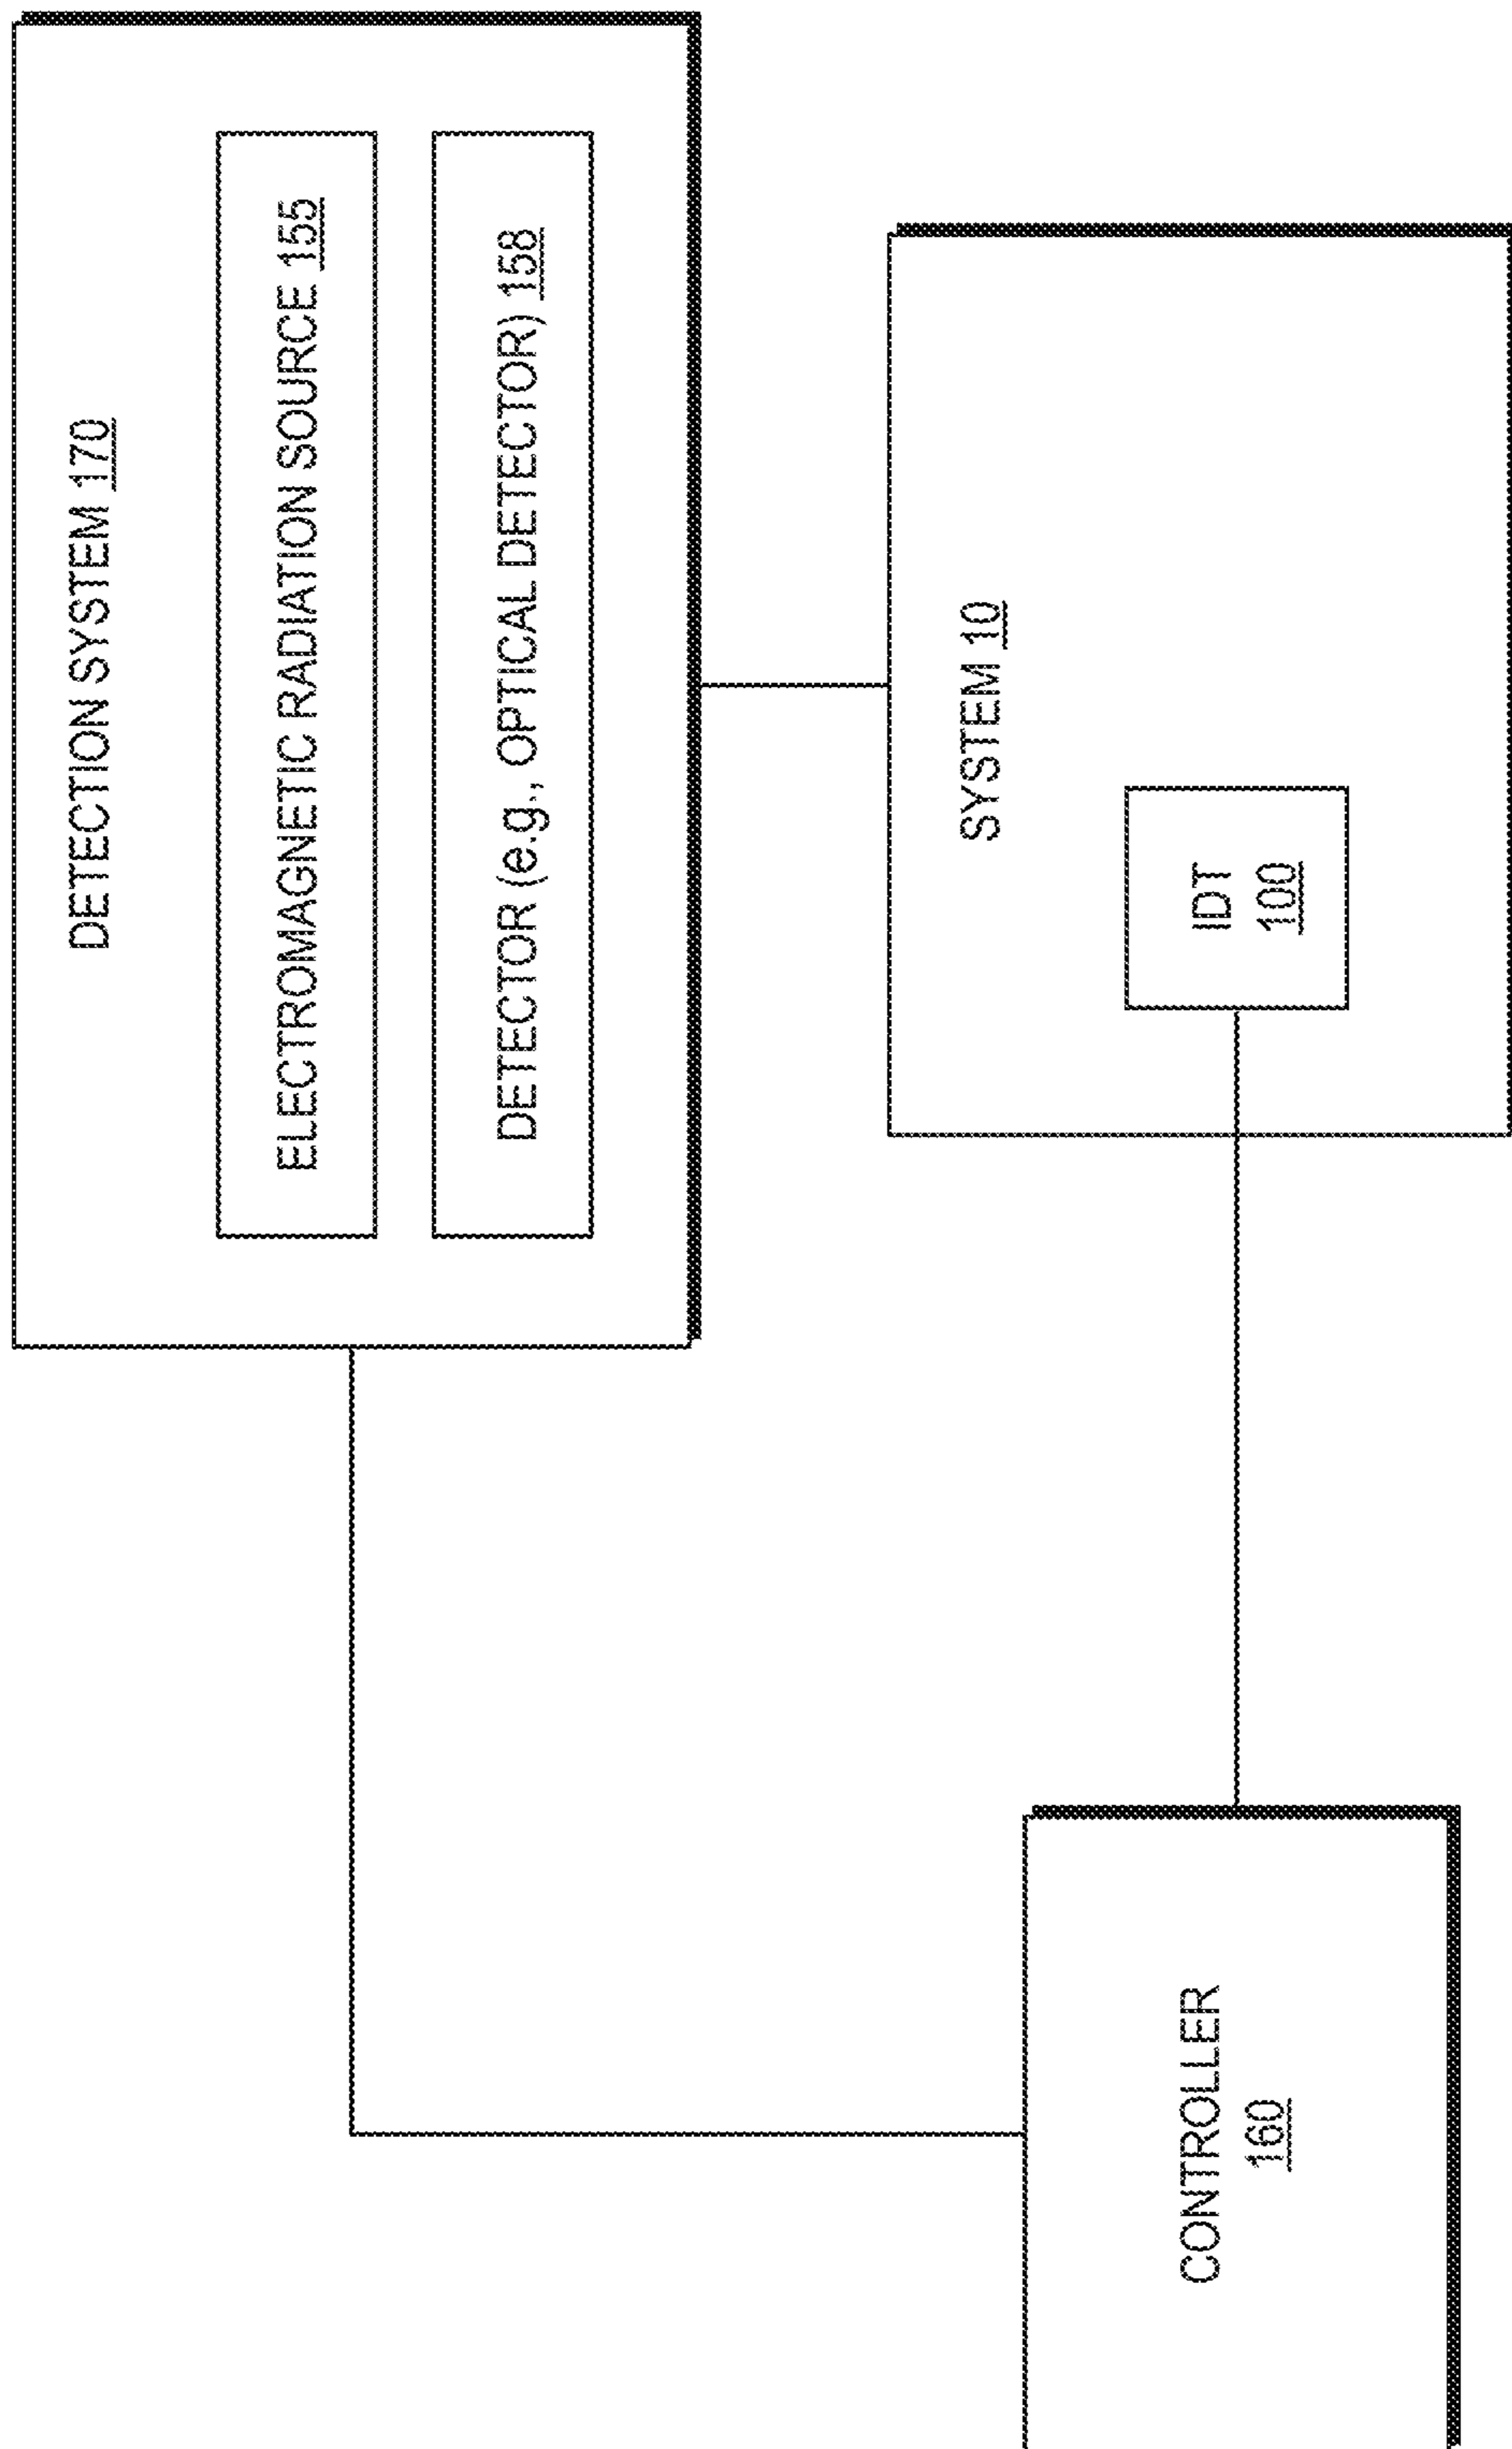 DETECTION SYSTEM 170
ELECTROMAGNETIC RADIATION SOURCE 155
DETECTOR (e.g., OPTICAL DETECTOR) 158
SYSTEM 10
IDT
100
CONTROLLER
160